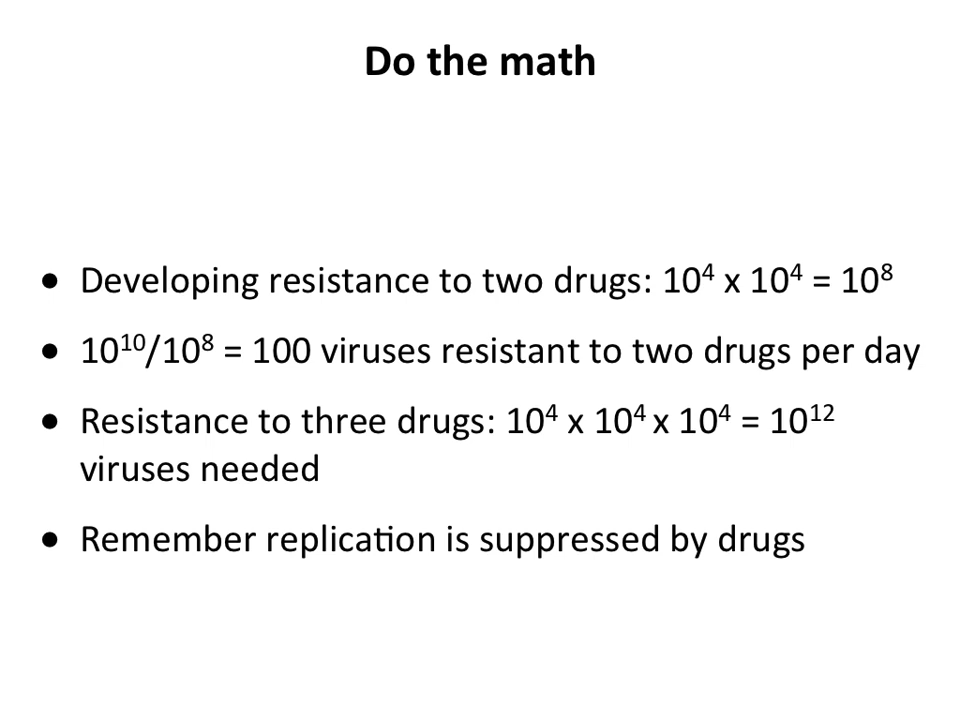 Do the math
• Developing resistance to two drugs: 10⁴ x 10⁴ = 10⁸
• 10¹⁰/10⁸ = 100 viruses resistant to two drugs per day
• Resistance to three drugs: 10⁴ x 10⁴ x 10⁴ = 10¹²
viruses needed
• Remember replication is suppressed by drugs